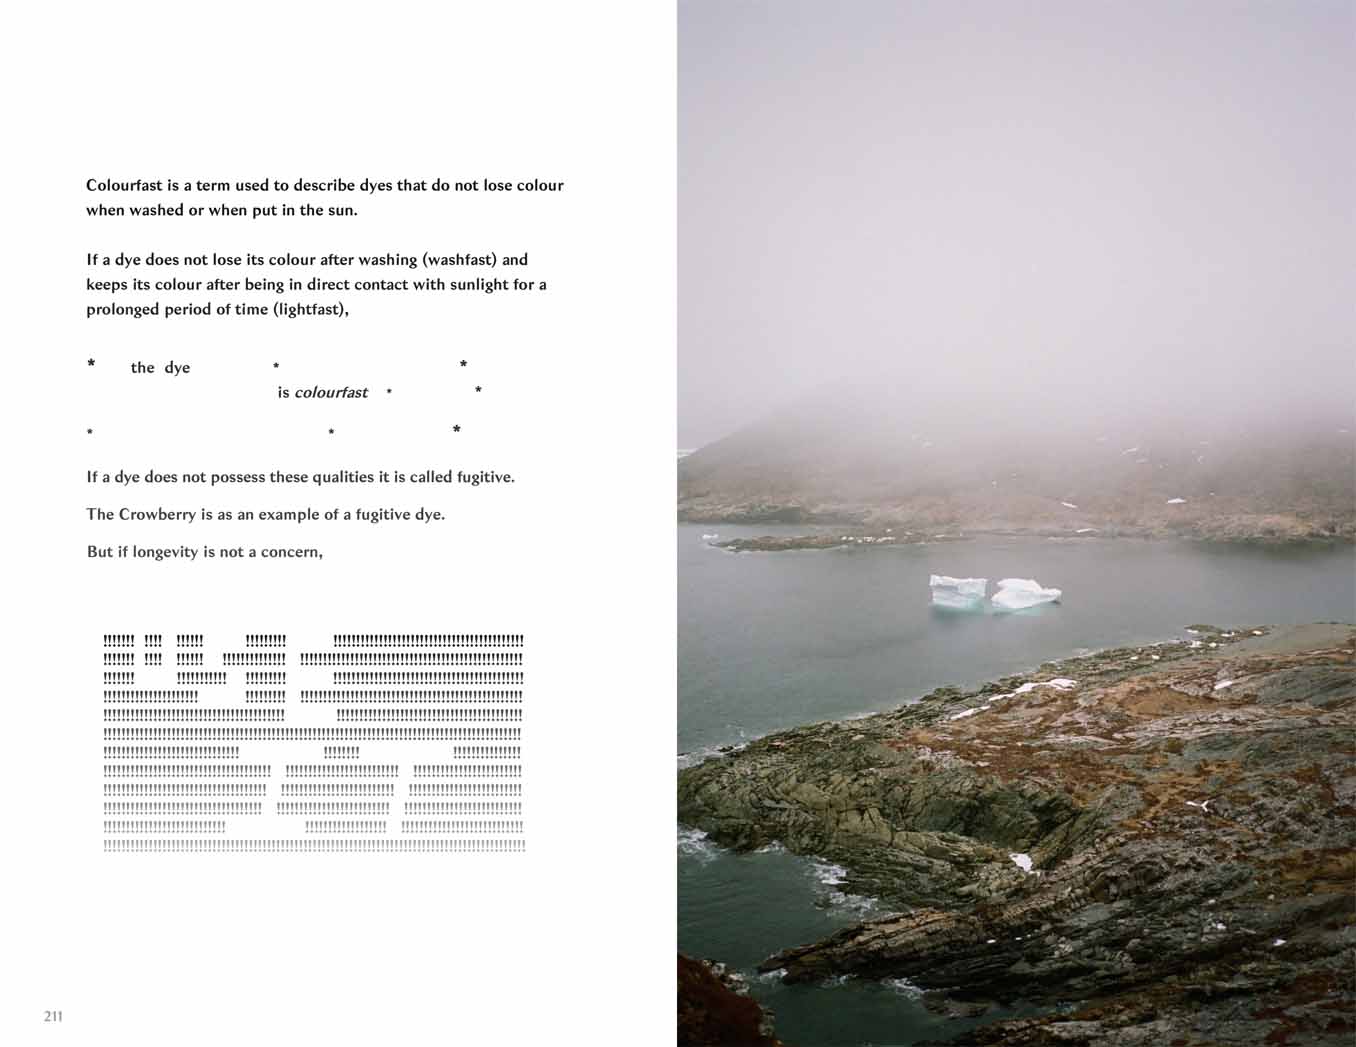 Colourfast is a term used to describe dyes that do not lose colour
when washed or when put in the sun.
If a dye does not lose its colour after washing (washfast) and
keeps its colour after being in direct contact with sunlight for a
prolonged period of time (lightfast),
* the dye * *
is colourfast * *
* * *
If a dye does not possess these qualities it is called fugitive.
The Crowberry is as an example of a fugitive dye.
But if longevity is not a concern,
211